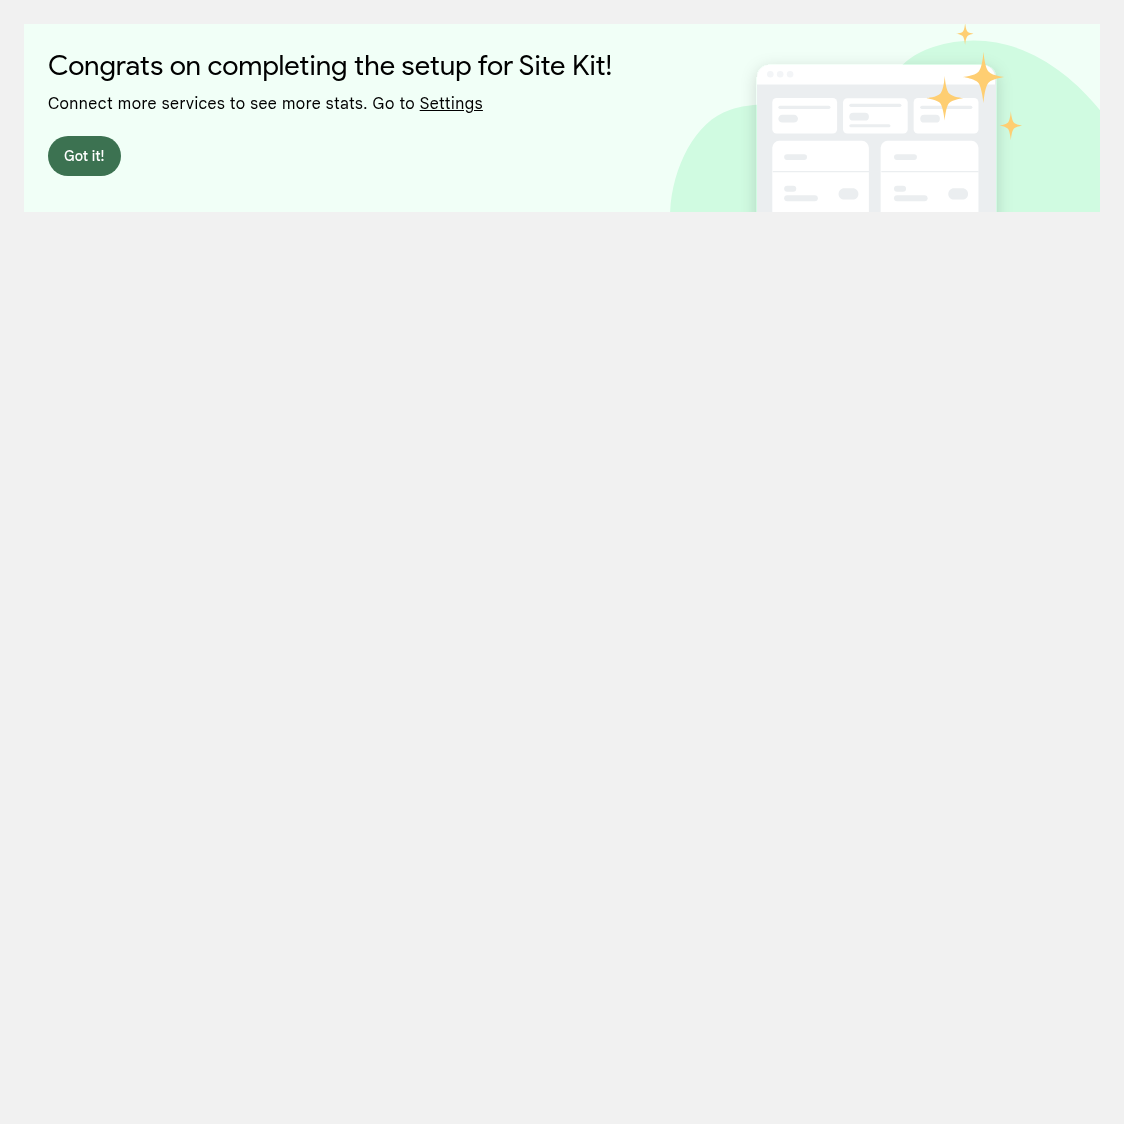 Congrats on completing the setup for Site Kit!
Connect more services to see more stats. Go to Settings
Got it!